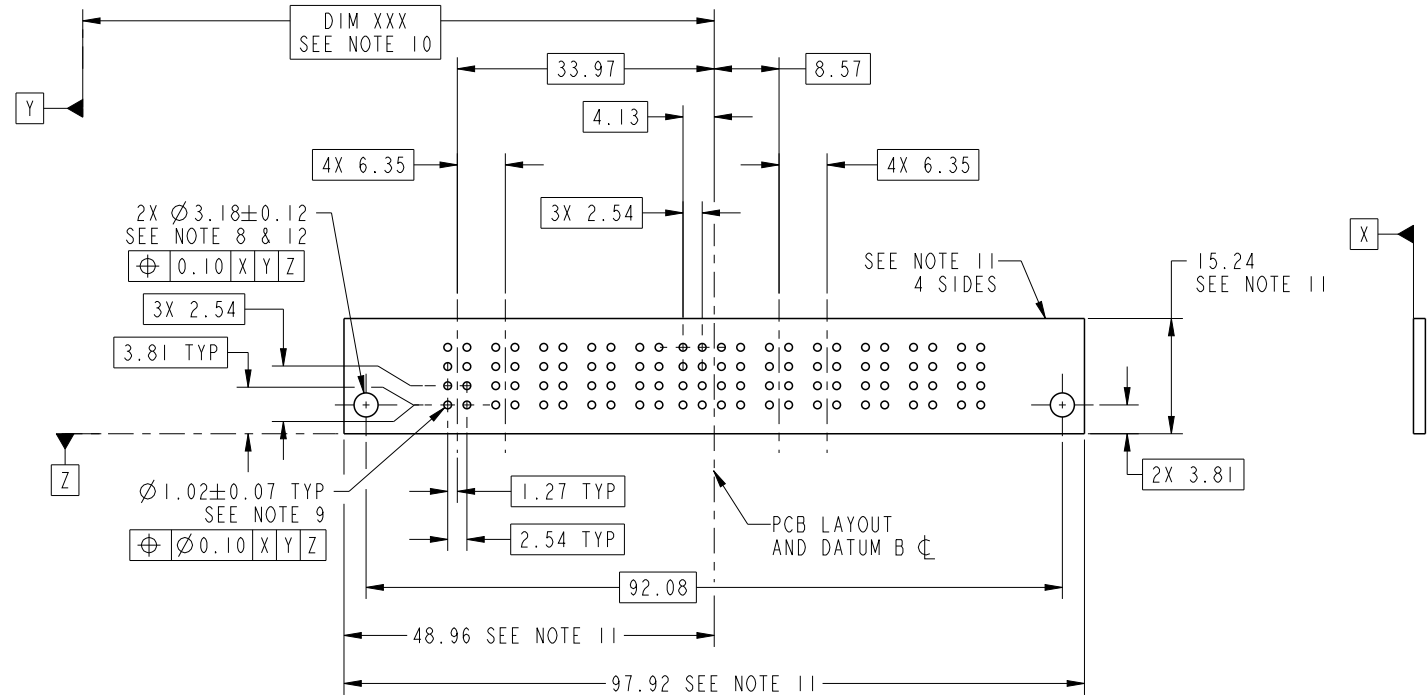 DIM XXX
SEE NOTE 10
33.97
8.57
Y
4.13
4X 6.35
4X 6.35
2X Ø3.18±0.12
SEE NOTE 8 & 12
⌖ 0.10 X Y Z
3X 2.54
X
SEE NOTE 11
4 SIDES
15.24
SEE NOTE 11
3X 2.54
3.81 TYP
Z
2X 3.81
Ø1.02±0.07 TYP
SEE NOTE 9
⌖ Ø0.10 X Y Z
1.27 TYP
2.54 TYP
PCB LAYOUT
AND DATUM B ℄
92.08
48.96 SEE NOTE 11
97.92 SEE NOTE 11